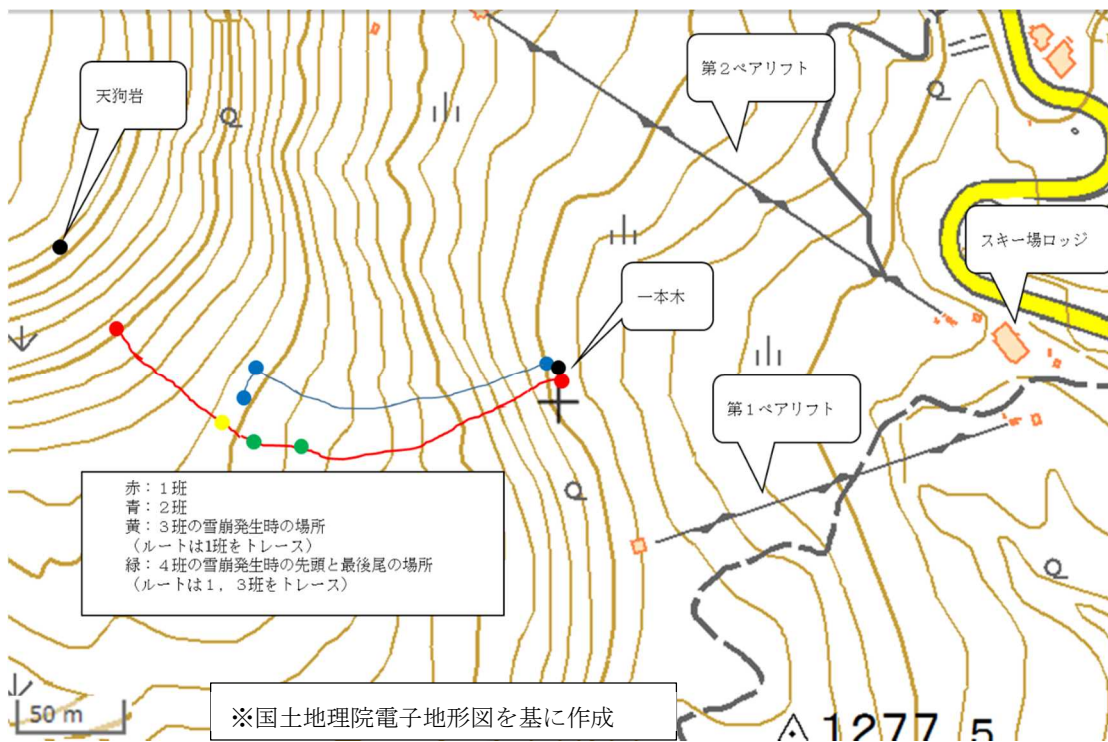 第2ペアリフト
天狗岩
スキー場ロッジ
一本木
第1ペアリフト
赤：1班
青：2班
黄：3班の雪崩発生時の場所
（ルートは1班をトレース）
緑：4班の雪崩発生時の先頭と最後尾の場所
（ルートは1，3班をトレース）
50 m
※国土地理院電子地形図を基に作成
1277.5